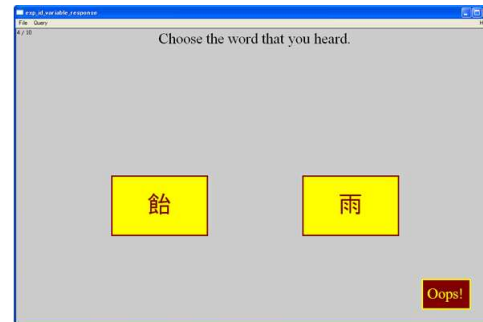 exp_id_variable_response
File Query
4 / 10
Choose the word that you heard.
飴
雨
Oops!